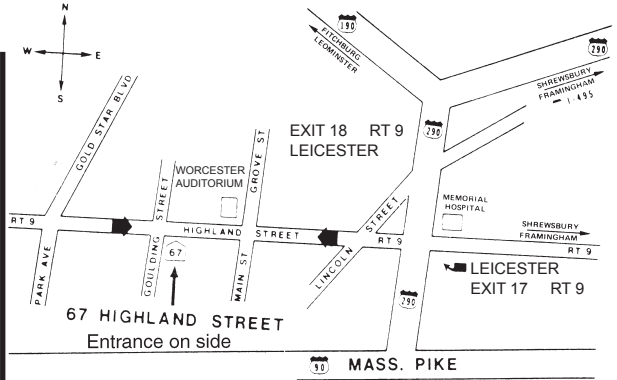 N
W E
S
190
290
FITCHBURG
LEOMINSTER
SHREWSBURY
FRAMINGHAM
I-495
GOLD STAR BLVD
EXIT 18 RT 9
LEICESTER
290
GROVE ST
WORCESTER
AUDITORIUM
GOULDING STREET
MEMORIAL
HOSPITAL
RT 9
HIGHLAND STREET
LINCOLN STREET
RT 9
SHREWSBURY
FRAMINGHAM
RT 9
67
PARK AVE
MAIN ST
LEICESTER
EXIT 17 RT 9
290
67 HIGHLAND STREET
Entrance on side
90
MASS. PIKE